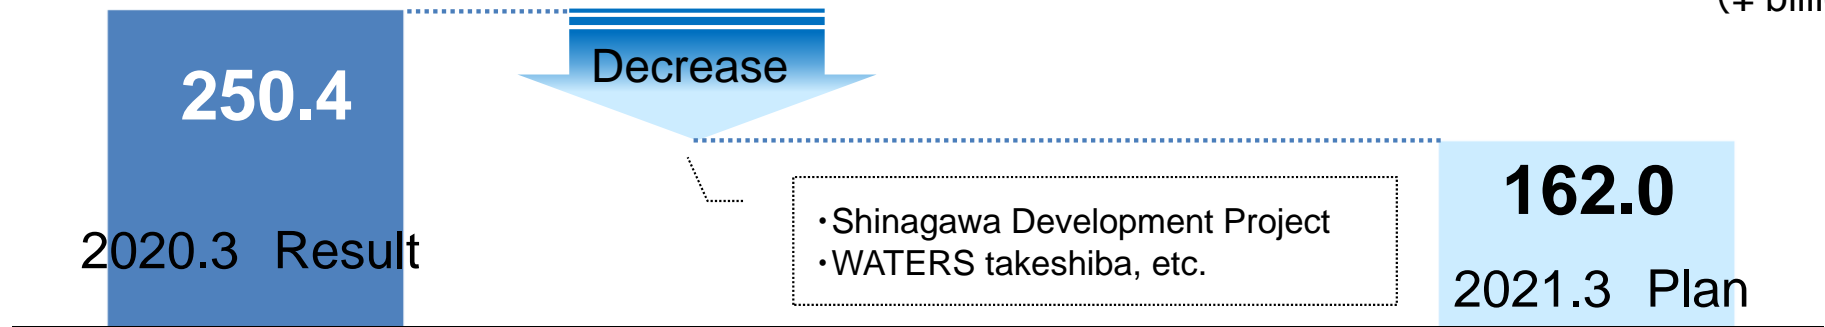 250.4
2020.3 Result
Decrease
・Shinagawa Development Project
・WATERS takeshiba, etc.
162.0
2021.3 Plan